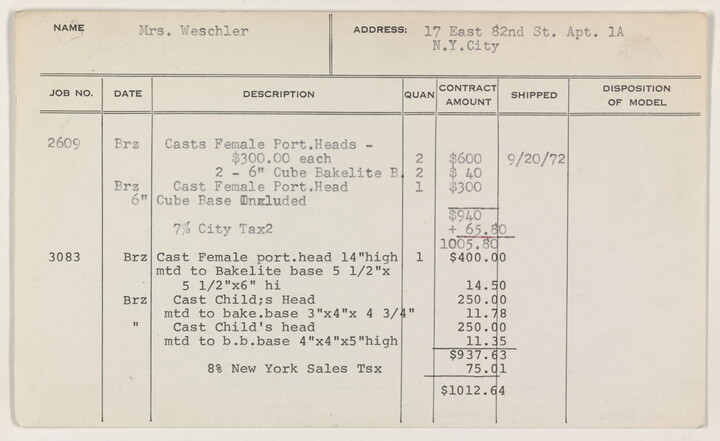 NAME Mrs. Weschler ADDRESS: 17 East 82nd St. Apt. 1A
N.Y.City
JOB NO. DATE DESCRIPTION QUAN CONTRACT AMOUNT SHIPPED DISPOSITION OF MODEL
2609 Brz Casts Female Port.Heads -
$300.00 each 2 $600 9/20/72
2 - 6" Cube Bakelite B. 2 $ 40
Brz Cast Female Port.Head 1 $300
6" Cube Base Included
$940
7% City Tax2 + 65.80
1005.80
3083 Brz Cast Female port.head 14"high 1 $400.00
mtd to Bakelite base 5 1/2"x
5 1/2"x6" hi 14.50
Brz Cast Child;s Head 250.00
mtd to bake.base 3"x4"x 4 3/4" 11.78
" Cast Child's head 250.00
mtd to b.b.base 4"x4"x5"high 11.35
$937.63
8% New York Sales Tsx 75.01
$1012.64